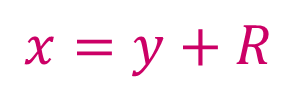 x = y + R